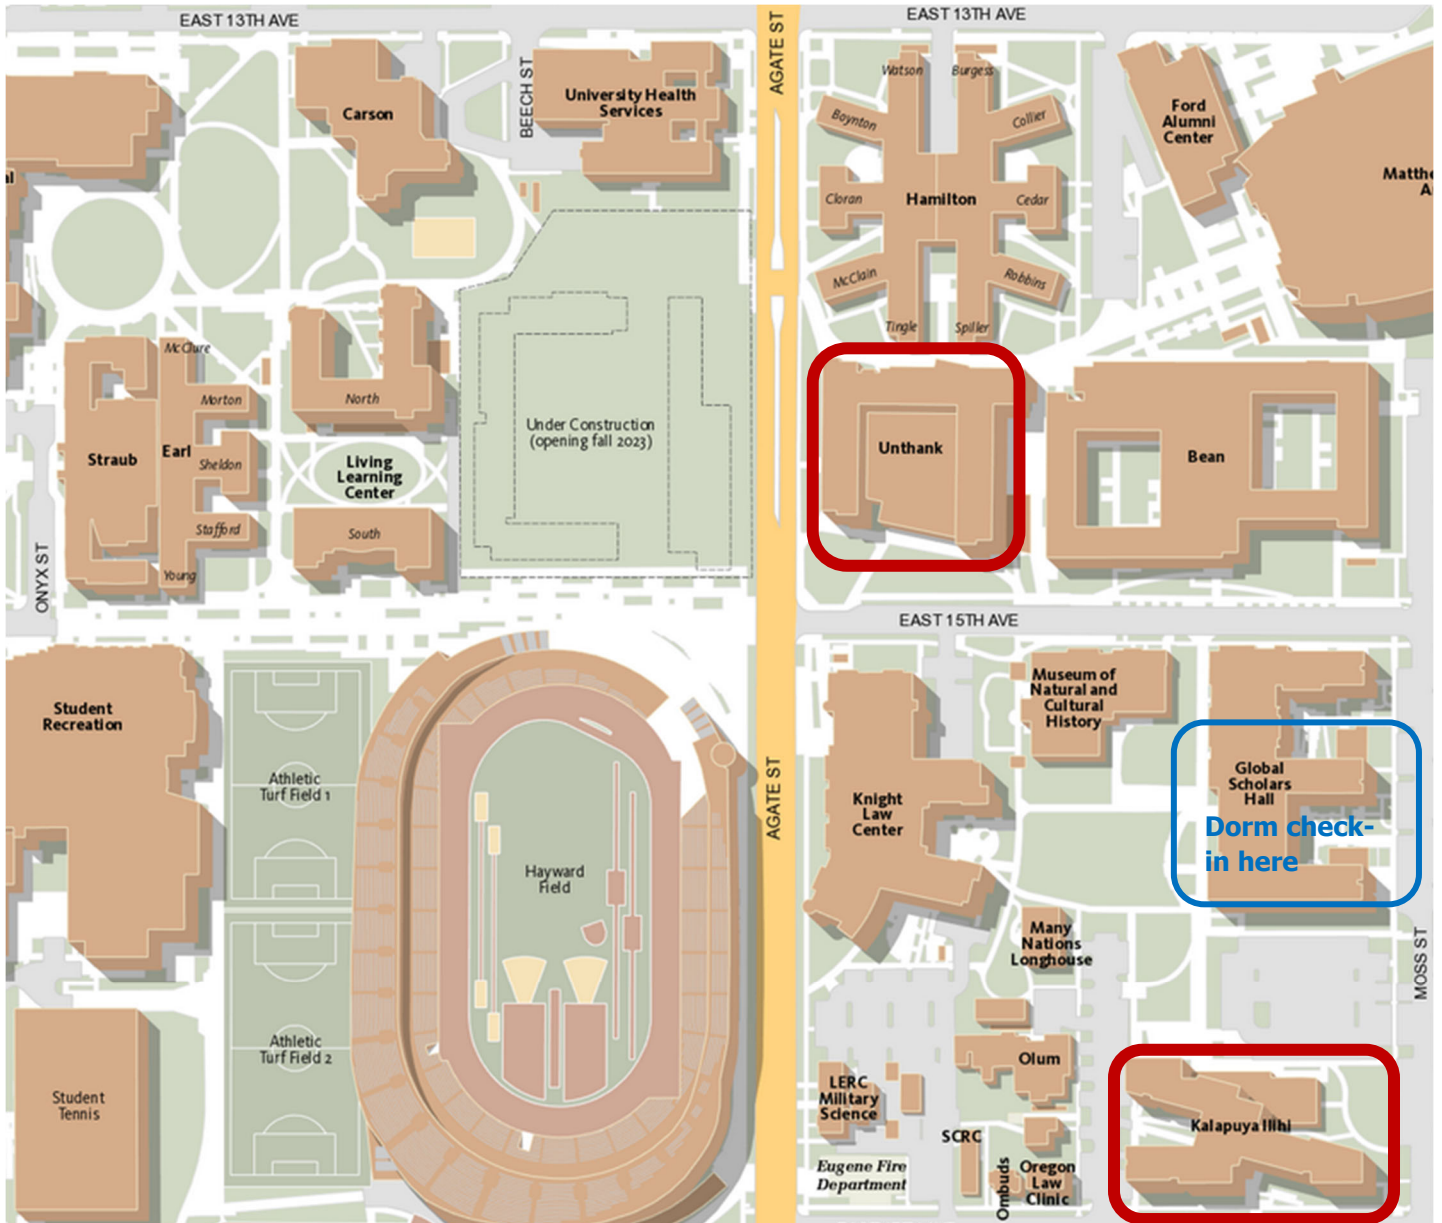 EAST 13TH AVE
EAST 13TH AVE
BEECH ST
AGATE ST
Carson
University Health
Services
Watson
Burgess
Boynton
Collier
Ford
Alumni
Center
Cloran
Hamilton
Cedar
Matthe
A
al
McClain
Robbins
Tingle
Spiller
McClure
Morton
North
Straub
Earl
Sheldon
Living
Learning
Center
Stafford
South
Young
ONYX ST
Under Construction
(opening fall 2023)
Unthank
Bean
EAST 15TH AVE
Student
Recreation
Athletic
Turf Field 1
Hayward
Field
AGATE ST
Museum of
Natural and
Cultural
History
Knight
Law
Center
Global
Scholars
Hall
Dorm check-
in here
Many
Nations
Longhouse
MOSS ST
Athletic
Turf Field 2
Student
Tennis
Olum
LERC
Military
Science
SCRC
Kalapuya Ilihi
Eugene Fire
Department
Ombuds
Oregon
Law
Clinic